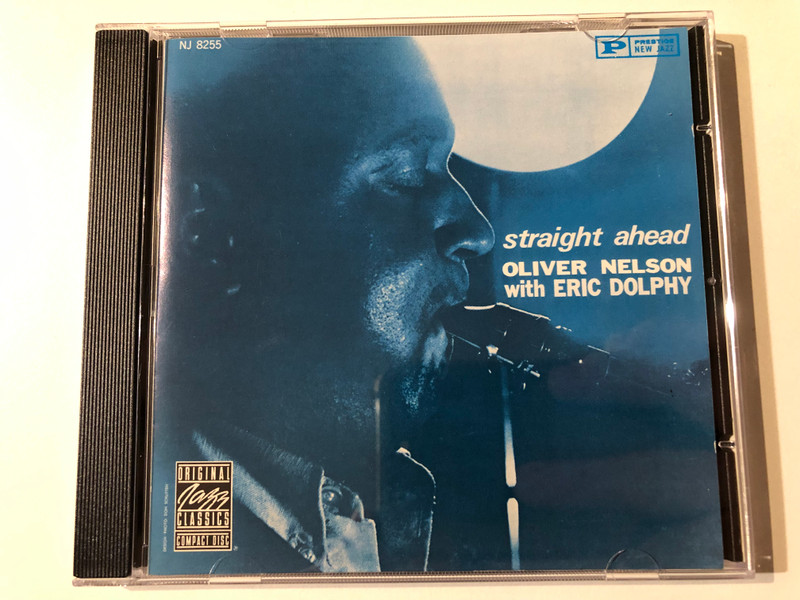 NJ 8255
P PRESTIGE
NEW JAZZ
straight ahead
OLIVER NELSON
with ERIC DOLPHY
ORIGINAL
Jazz
CLASSICS
COMPACT DISC